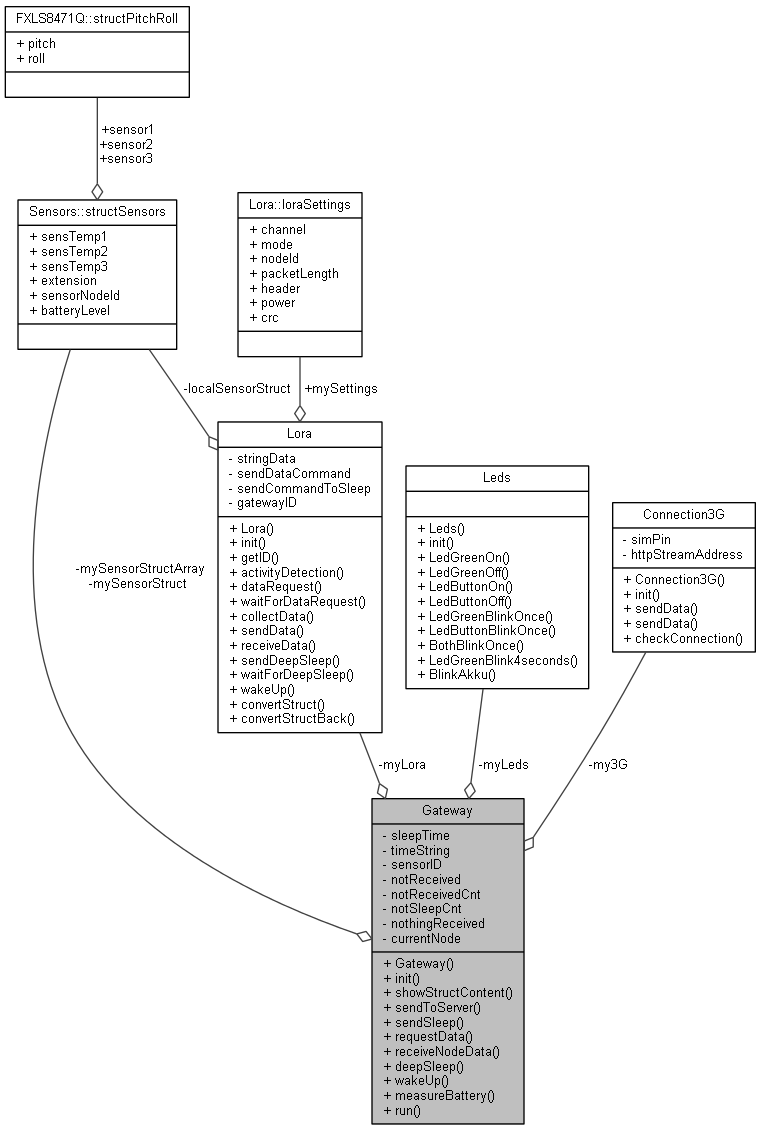 FXLS8471Q::structPitchRoll
+ pitch
+ roll
+sensor1
+sensor2
+sensor3
Sensors::structSensors
+ sensTemp1
+ sensTemp2
+ sensTemp3
+ extension
+ sensorNodeId
+ batteryLevel
Lora::loraSettings
+ channel
+ mode
+ nodeId
+ packetLength
+ header
+ power
+ crc
-localSensorStruct
+mySettings
Lora
- stringData
- sendDataCommand
- sendCommandToSleep
- gatewayID
+ Lora()
+ init()
+ getID()
+ activityDetection()
+ dataRequest()
+ waitForDataRequest()
+ collectData()
+ sendData()
+ receiveData()
+ sendDeepSleep()
+ waitForDeepSleep()
+ wakeUp()
+ convertStruct()
+ convertStructBack()
Leds
+ Leds()
+ init()
+ LedGreenOn()
+ LedGreenOff()
+ LedButtonOn()
+ LedButtonOff()
+ LedGreenBlinkOnce()
+ LedButtonBlinkOnce()
+ BothBlinkOnce()
+ LedGreenBlink4seconds()
+ BlinkAkku()
Connection3G
- simPin
- httpStreamAddress
+ Connection3G()
+ init()
+ sendData()
+ sendData()
+ checkConnection()
-mySensorStructArray
-mySensorStruct
-myLora
-myLeds
-my3G
Gateway
- sleepTime
- timeString
- sensorID
- notReceived
- notReceivedCnt
- notSleepCnt
- nothingReceived
- currentNode
+ Gateway()
+ init()
+ showStructContent()
+ sendToServer()
+ sendSleep()
+ requestData()
+ receiveNodeData()
+ deepSleep()
+ wakeUp()
+ measureBattery()
+ run()